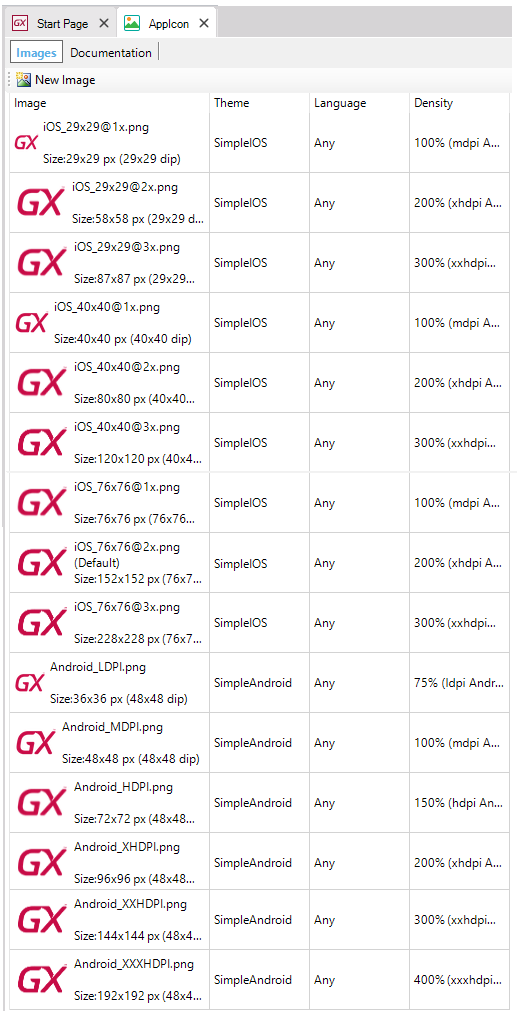 GX Start Page AppIcon
Images Documentation
New Image
Image Theme Language Density
GX iOS_29x29@1x.png
Size:29x29 px (29x29 dip) SimpleIOS Any 100% (mdpi A...
GX iOS_29x29@2x.png
Size:58x58 px (29x29 d... SimpleIOS Any 200% (xhdpi A...
GX iOS_29x29@3x.png
Size:87x87 px (29x29... SimpleIOS Any 300% (xxhdpi...
GX iOS_40x40@1x.png
Size:40x40 px (40x40 dip) SimpleIOS Any 100% (mdpi A...
GX iOS_40x40@2x.png
Size:80x80 px (40x40... SimpleIOS Any 200% (xhdpi A...
GX iOS_40x40@3x.png
Size:120x120 px (40x4... SimpleIOS Any 300% (xxhdpi...
GX iOS_76x76@1x.png
Size:76x76 px (76x76... SimpleIOS Any 100% (mdpi A...
GX iOS_76x76@2x.png
(Default)
Size:152x152 px (76x7... SimpleIOS Any 200% (xhdpi A...
GX iOS_76x76@3x.png
Size:228x228 px (76x7... SimpleIOS Any 300% (xxhdpi...
GX Android_LDPI.png
Size:36x36 px (48x48 dip) SimpleAndroid Any 75% (ldpi Andr...
GX Android_MDPI.png
Size:48x48 px (48x48 dip) SimpleAndroid Any 100% (mdpi A...
GX Android_HDPI.png
Size:72x72 px (48x48... SimpleAndroid Any 150% (hdpi An...
GX Android_XHDPI.png
Size:96x96 px (48x48... SimpleAndroid Any 200% (xhdpi A...
GX Android_XXHDPI.png
Size:144x144 px (48x4... SimpleAndroid Any 300% (xxhdpi...
GX Android_XXXHDPI.png
Size:192x192 px (48x4... SimpleAndroid Any 400% (xxxhdpi...